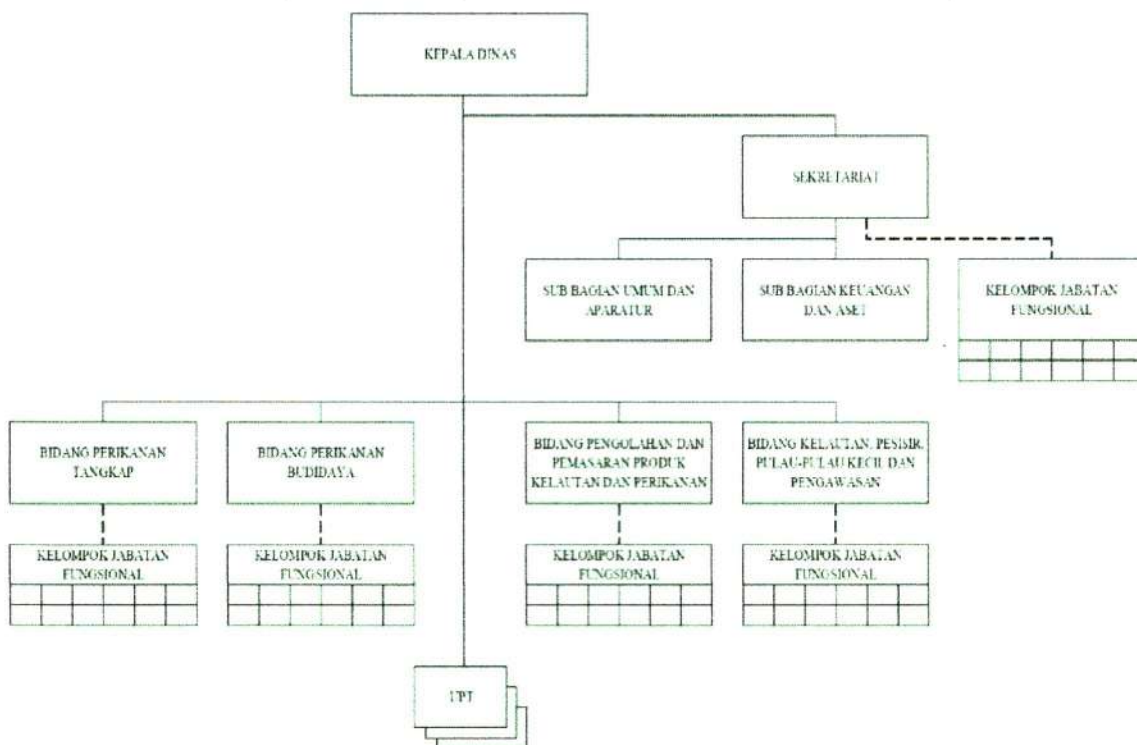 KEPALA DINAS
SEKRETARIAT
SUB BAGIAN UMUM DAN
APARATUR
SUB BAGIAN KEUANGAN
DAN ASET
KELOMPOK JABATAN
FUNGSIONAL
BIDANG PERIKANAN
TANGKAP
BIDANG PERIKANAN
BUDIDAYA
BIDANG PENGOLAHAN DAN
PEMASARAN PRODUK
KELAUTAN DAN PERIKANAN
BIDANG KELAUTAN, PESISIR,
PULAU-PULAU KECIL DAN
PENGAWASAN
KELOMPOK JABATAN
FUNGSIONAL
KELOMPOK JABATAN
FUNGSIONAL
KELOMPOK JABATAN
FUNGSIONAL
KELOMPOK JABATAN
FUNGSIONAL
UPT